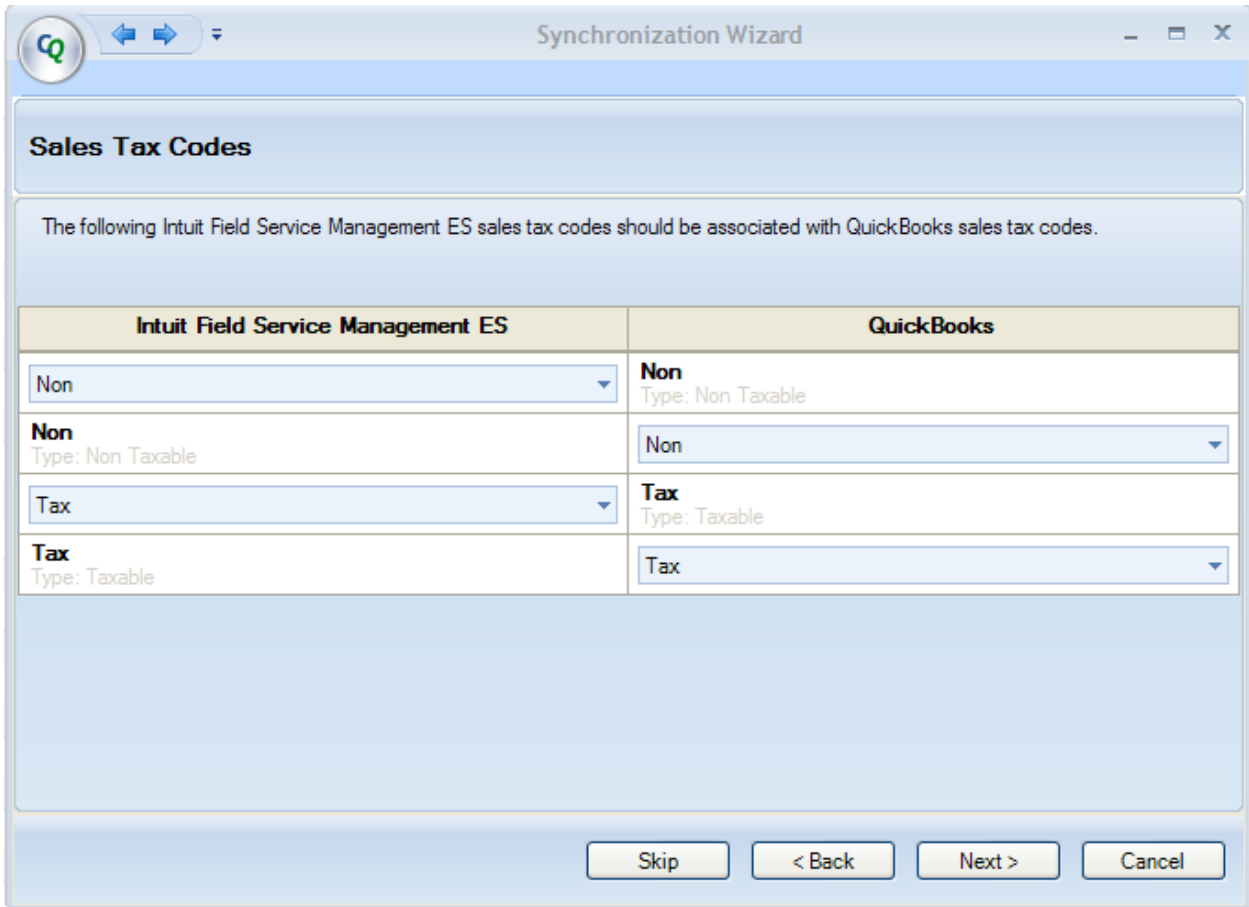 CQ
Synchronization Wizard
Sales Tax Codes
The following Intuit Field Service Management ES sales tax codes should be associated with QuickBooks sales tax codes.
Intuit Field Service Management ES QuickBooks
Non Non
Type: Non Taxable
Non Non
Type: Non Taxable
Tax Tax
Type: Taxable
Tax Tax
Type: Taxable
Skip < Back Next > Cancel